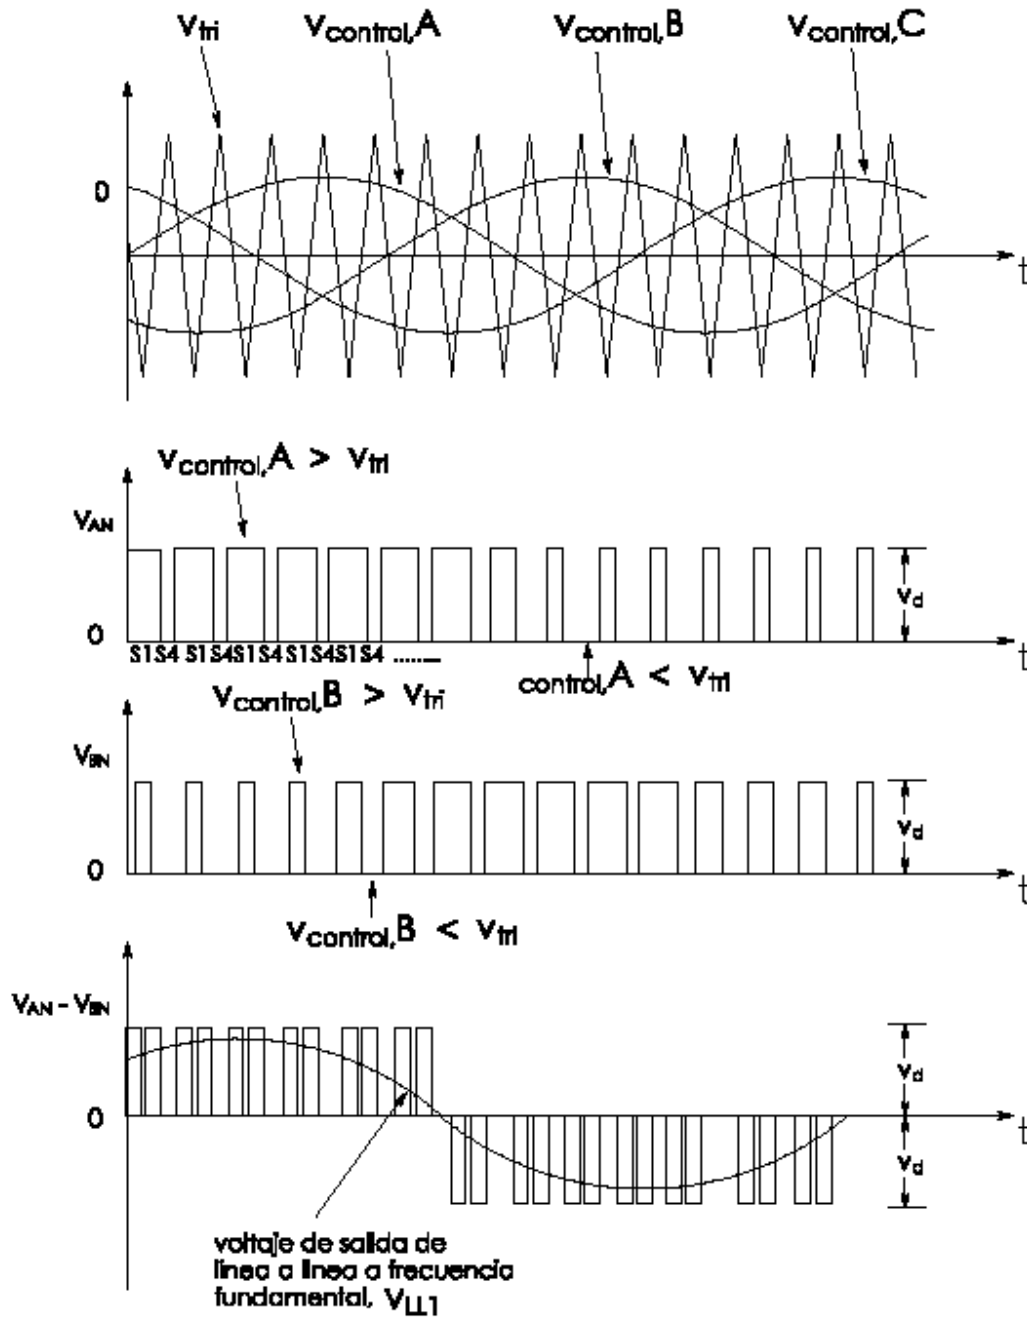 vtri vcontrol,A vcontrol,B vcontrol,C
0
t
vcontrol,A > vtri
VAN
vd
0
S1S4 S1S4S1S4 S1S4S1S4 .........
t
control,A < vtri
vcontrol,B > vtri
VBN
vd
0
t
vcontrol,B < vtri
VAN - VBN
vd
0
t
vd
voltaje de salida de
linea a linea a frecuencia
fundamental, VLL1